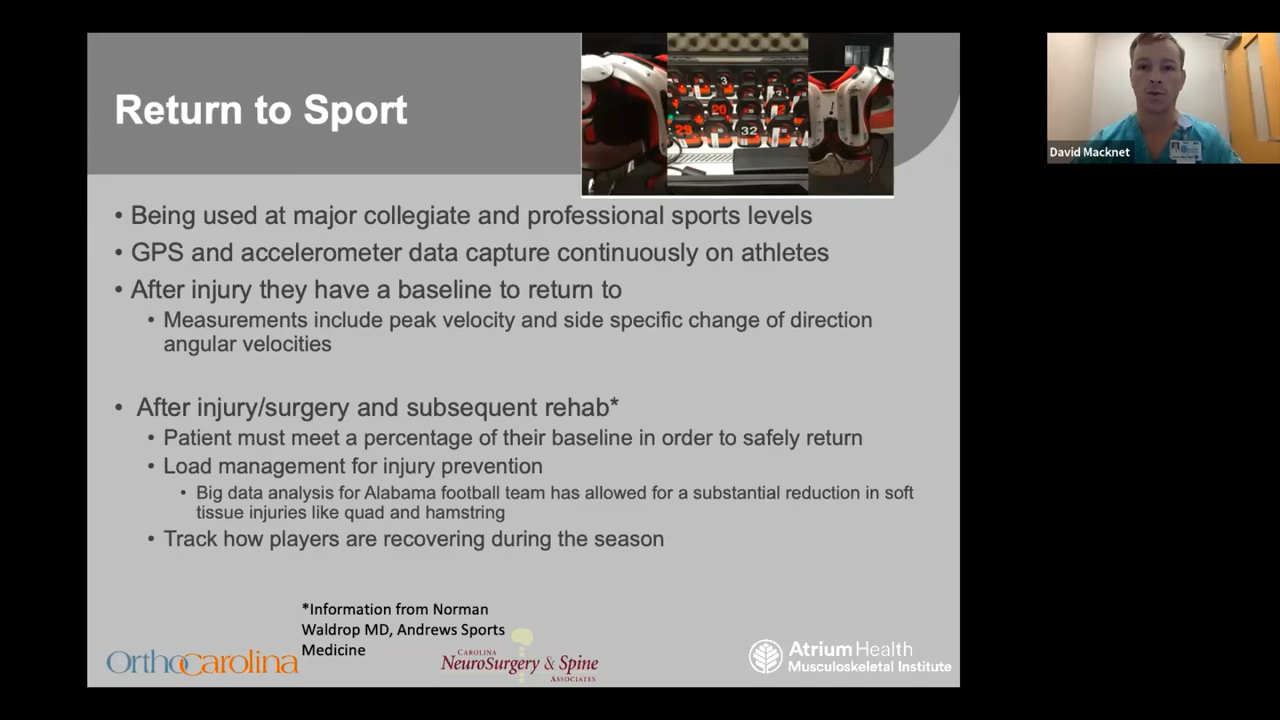 Return to Sport
3
20
29
32
David Macknet
• Being used at major collegiate and professional sports levels
• GPS and accelerometer data capture continuously on athletes
• After injury they have a baseline to return to
• Measurements include peak velocity and side specific change of direction
angular velocities
• After injury/surgery and subsequent rehab*
• Patient must meet a percentage of their baseline in order to safely return
• Load management for injury prevention
• Big data analysis for Alabama football team has allowed for a substantial reduction in soft
tissue injuries like quad and hamstring
• Track how players are recovering during the season
*Information from Norman
Waldrop MD, Andrews Sports
Medicine
OrthoCarolina
CAROLINA
NEUROSURGERY & SPINE
ASSOCIATES
Atrium Health
Musculoskeletal Institute